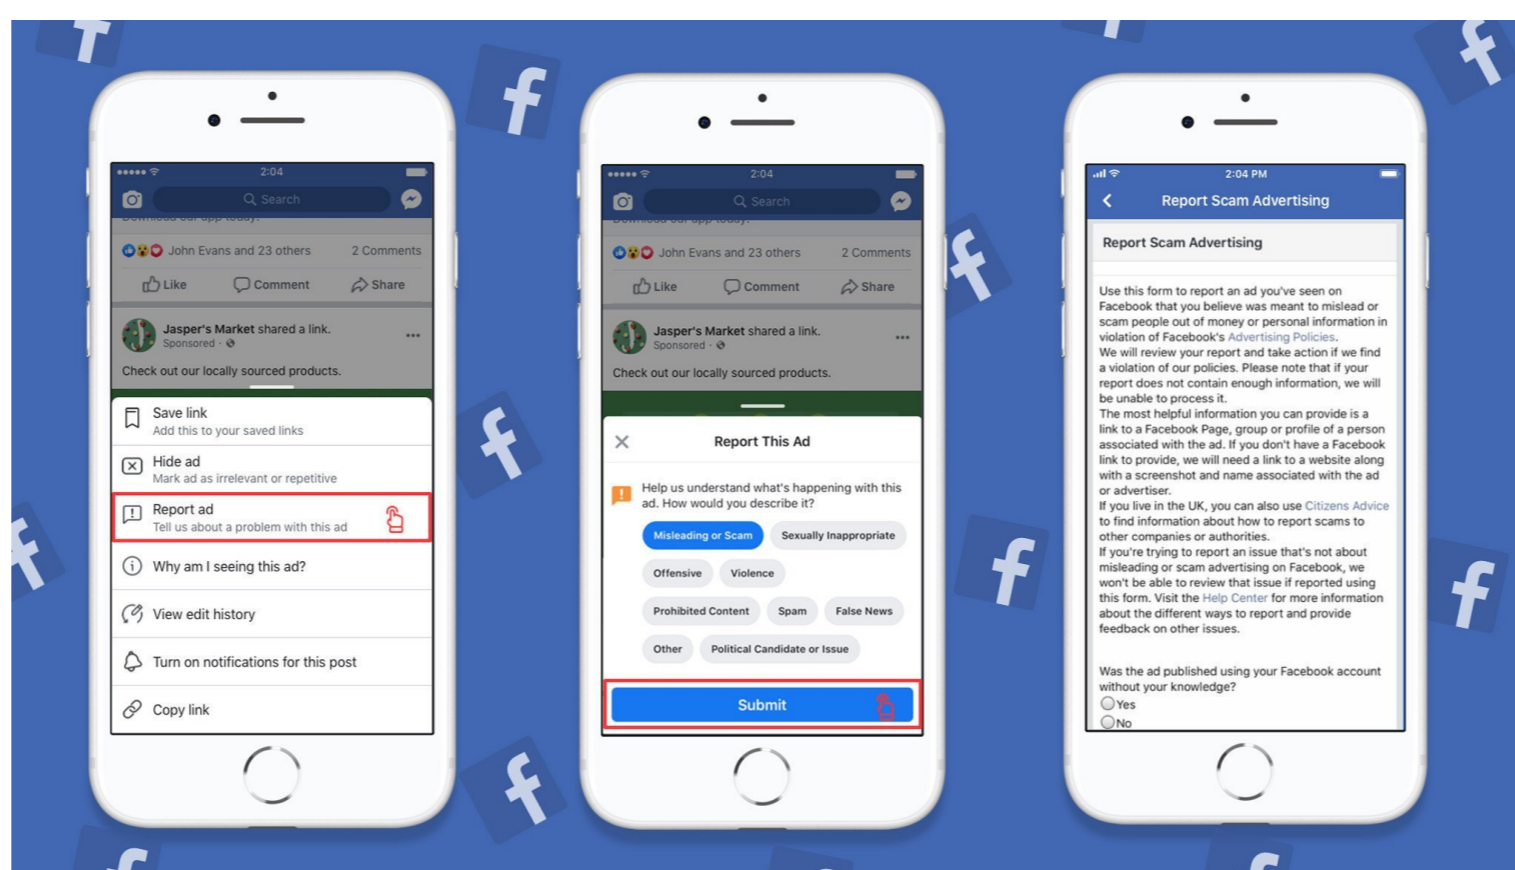 2:04
Search
Download our app today!
John Evans and 23 others 2 Comments
Like Comment Share
Jasper's Market shared a link.
Sponsored ·
Check out our locally sourced products.
Save link
Add this to your saved links
Hide ad
Mark ad as irrelevant or repetitive
Report ad
Tell us about a problem with this ad
Why am I seeing this ad?
View edit history
Turn on notifications for this post
Copy link
2:04
Search
Download our app today!
John Evans and 23 others 2 Comments
Like Comment Share
Jasper's Market shared a link.
Sponsored ·
Check out our locally sourced products.
Report This Ad
Help us understand what's happening with this
ad. How would you describe it?
Misleading or Scam Sexually Inappropriate
Offensive Violence
Prohibited Content Spam False News
Other Political Candidate or Issue
Submit
2:04 PM
Report Scam Advertising
Report Scam Advertising
Use this form to report an ad you've seen on
Facebook that you believe was meant to mislead or
scam people out of money or personal information in
violation of Facebook's Advertising Policies.
We will review your report and take action if we find
a violation of our policies. Please note that if your
report does not contain enough information, we will
be unable to process it.
The most helpful information you can provide is a
link to a Facebook Page, group or profile of a person
associated with the ad. If you don't have a Facebook
link to provide, we will need a link to a website along
with a screenshot and name associated with the ad
or advertiser.
If you live in the UK, you can also use Citizens Advice
to find information about how to report scams to
other companies or authorities.
If you're trying to report an issue that's not about
misleading or scam advertising on Facebook, we
won't be able to review that issue if reported using
this form. Visit the Help Center for more information
about the different ways to report and provide
feedback on other issues.
Was the ad published using your Facebook account
without your knowledge?
Yes
No